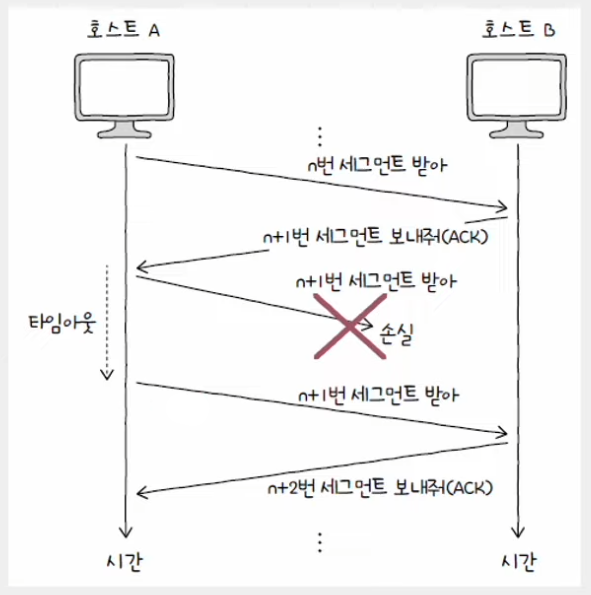 호스트 A
호스트 B
n번 세그먼트 받아
n+1번 세그먼트 보내줘(ACK)
n+1번 세그먼트 받아
타임아웃
손실
n+1번 세그먼트 받아
n+2번 세그먼트 보내줘(ACK)
시간
시간